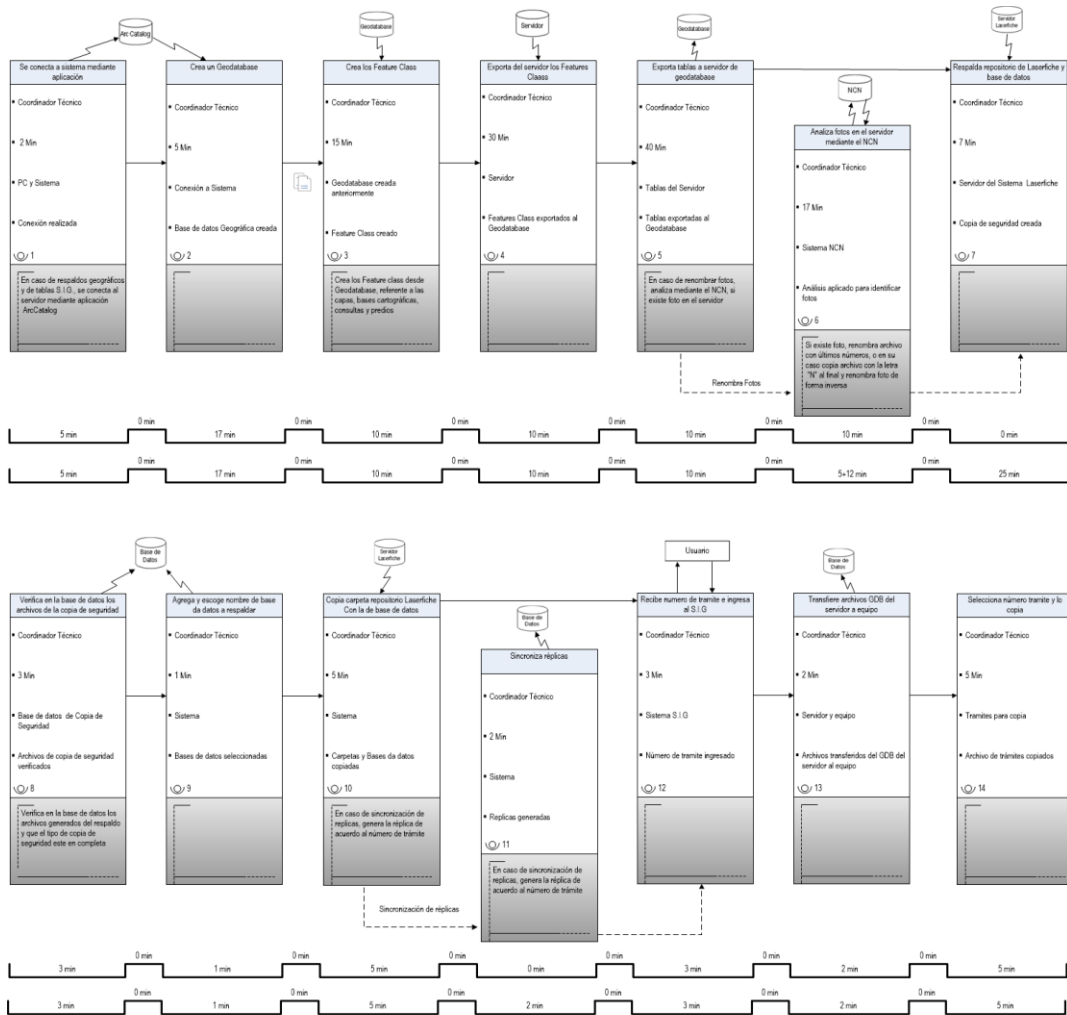 Arc Catalog
Geodatabase
Servidor
Geodatabase
Servidor
Laserfiche
Se conecta a sistema mediante
aplicación
Coordinador Técnico
2 Min
PC y Sistema
Conexión realizada
1
En caso de respaldos geográficos
y de tablas S.I.G., se conecta al
servidor mediante aplicación
ArcCatalog
Crea un Geodatabase
Coordinador Técnico
5 Min
Conexión a Sistema
Base de datos Geográfica creada
2
Crea los Feature Class
Coordinador Técnico
15 Min
Geodatabase creada
anteriormente
Feature Class creado
3
Crea los Feature class desde
Geodatabase, referente a las
capas, bases cartográficas,
consultas y predios
Exporta del servidor los Features
Claass
Coordinador Técnico
30 Min
Servidor
Features Class exportados al
Geodatabase
4
Exporta tablas a servidor de
geodatabase
Coordinador Técnico
40 Min
Tablas del Servidor
Tablas exportadas al
Geodatabase
5
En caso de renombrar fotos,
analiza mediante el NCN, si
existe foto en el servidor
Renombra Fotos
NCN
Analiza fotos en el servidor
mediante el NCN
Coordinador Técnico
17 Min
Sistema NCN
Análisis aplicado para identificar
fotos
6
Si existe foto, renombra archivo
con últimos números, o en su
caso copia archivo con la letra
"N" al final y renombra foto de
forma inversa
Respalda repositorio de Laserfiche y
base de datos
Coordinador Técnico
7 Min
Servidor del Sistema Laserfiche
Copia de seguridad creada
7
5 min 0 min 17 min 0 min 10 min 0 min 10 min 0 min 10 min 0 min 10 min 0 min 0 min
5 min 0 min 17 min 0 min 10 min 0 min 10 min 0 min 10 min 0 min 5+12 min 0 min 25 min
Base de
Datos
Servidor
Laserfiche
Usuario
Base de
Datos
Verifica en la base de datos los
archivos de la copia de seguridad
Coordinador Técnico
3 Min
Base de datos de Copia de
Seguridad
Archivos de copia de seguridad
verificados
8
Verifica en la base de datos los
archivos generados del respaldo
y que el tipo de copia de
seguridad este en completa
Agrega y escoge nombre de base
da datos a respaldar
Coordinador Técnico
1 Min
Sistema
Bases de datos seleccionadas
9
Copia carpeta repositorio Laserfiche
Con la de base de datos
Coordinador Técnico
5 Min
Sistema
Carpetas y Bases da datos
copiadas
10
En caso de sincronización de
replicas, genera la réplica de
acuerdo al número de trámite
Sincronización de réplicas
Base de
Datos
Sincroniza réplicas
Coordinador Técnico
2 Min
Sistema
Replicas generadas
11
En caso de sincronización de
replicas, genera la réplica de
acuerdo al número de trámite
Recibe numero de tramite e ingresa
al S.I.G
Coordinador Técnico
3 Min
Sistema S.I.G
Número de tramite ingresado
12
Transfiere archivos GDB del
servidor a equipo
Coordinador Técnico
2 Min
Servidor y equipo
Archivos transferidos del GDB del
servidor al equipo
13
Selecciona número tramite y lo
copia
Coordinador Técnico
5 Min
Tramites para copia
Archivo de trámites copiados
14
3 min 0 min 1 min 0 min 5 min 0 min 0 min 0 min 3 min 0 min 2 min 0 min 5 min
3 min 0 min 1 min 0 min 5 min 0 min 2 min 0 min 3 min 0 min 2 min 0 min 5 min